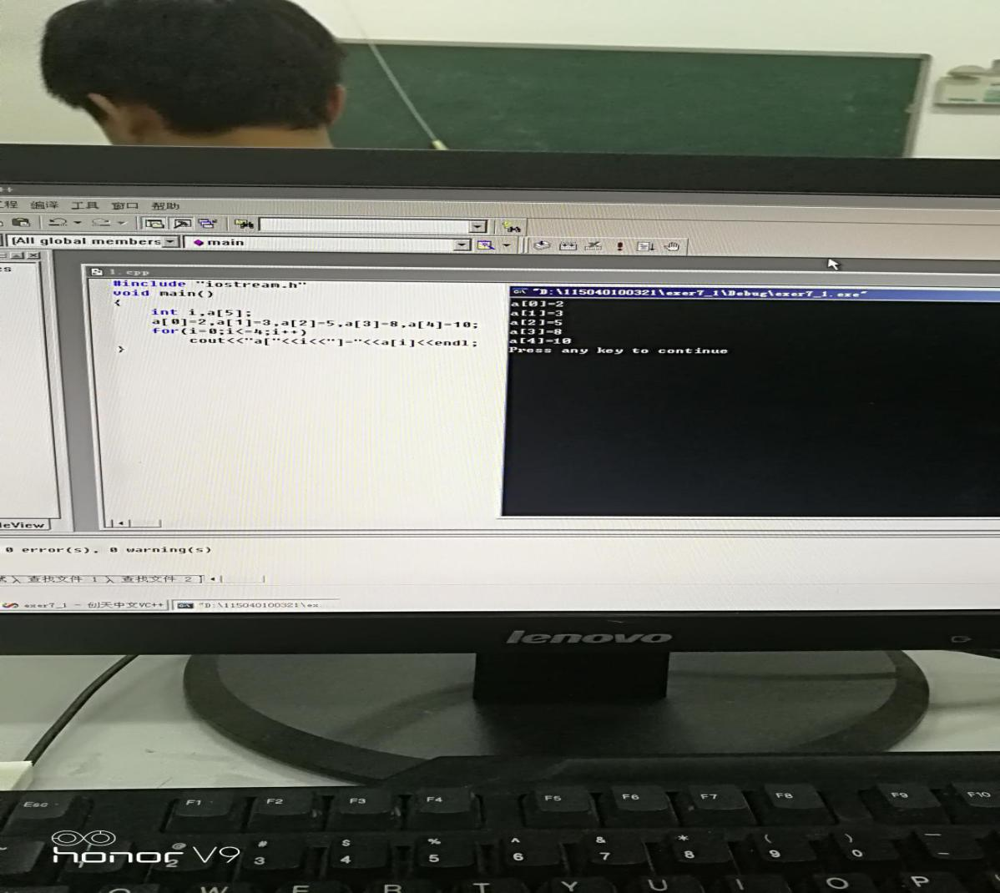 ++
工程 编译 工具 窗口 帮助
[All global members
main
1.cpp
#include "iostream.h"
void main()
{
int i,a[5];
a[0]=2,a[1]=3,a[2]=5,a[3]=8,a[4]=10;
for(i=0;i<=4;i++)
cout<<"a["<<i<<"]="<<a[i]<<endl;
}
"D:\115040100321\exer7_1\Debug\exer7_1.exe"
a[0]=2
a[1]=3
a[2]=5
a[3]=8
a[4]=10
Press any key to continue
leView
0 error(s), 0 warning(s)
试 查找文件 1 查找文件 2
exer7_1 - 创天中文VC++ "D:\115040100321\ex...
lenovo
Esc F1 F2 F3 F4 F5 F6 F7 F8 F9 F10
@ # $ % ^ & * ( ) —
2 3 4 5 6 7 8 9 0 -
W E R T Y U I O P
honor V9